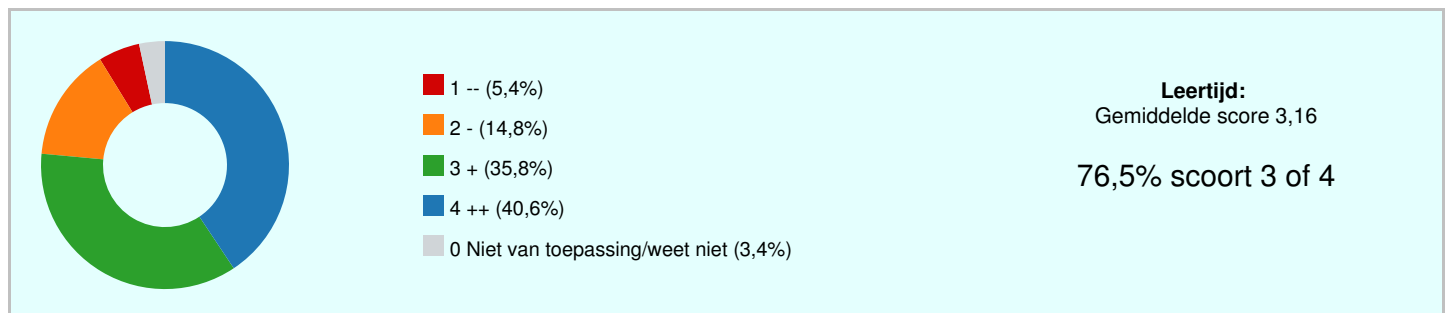 1 -- (5,4%)
2 - (14,8%)
3 + (35,8%)
4 ++ (40,6%)
0 Niet van toepassing/weet niet (3,4%)
Leertijd:
Gemiddelde score 3,16
76,5% scoort 3 of 4